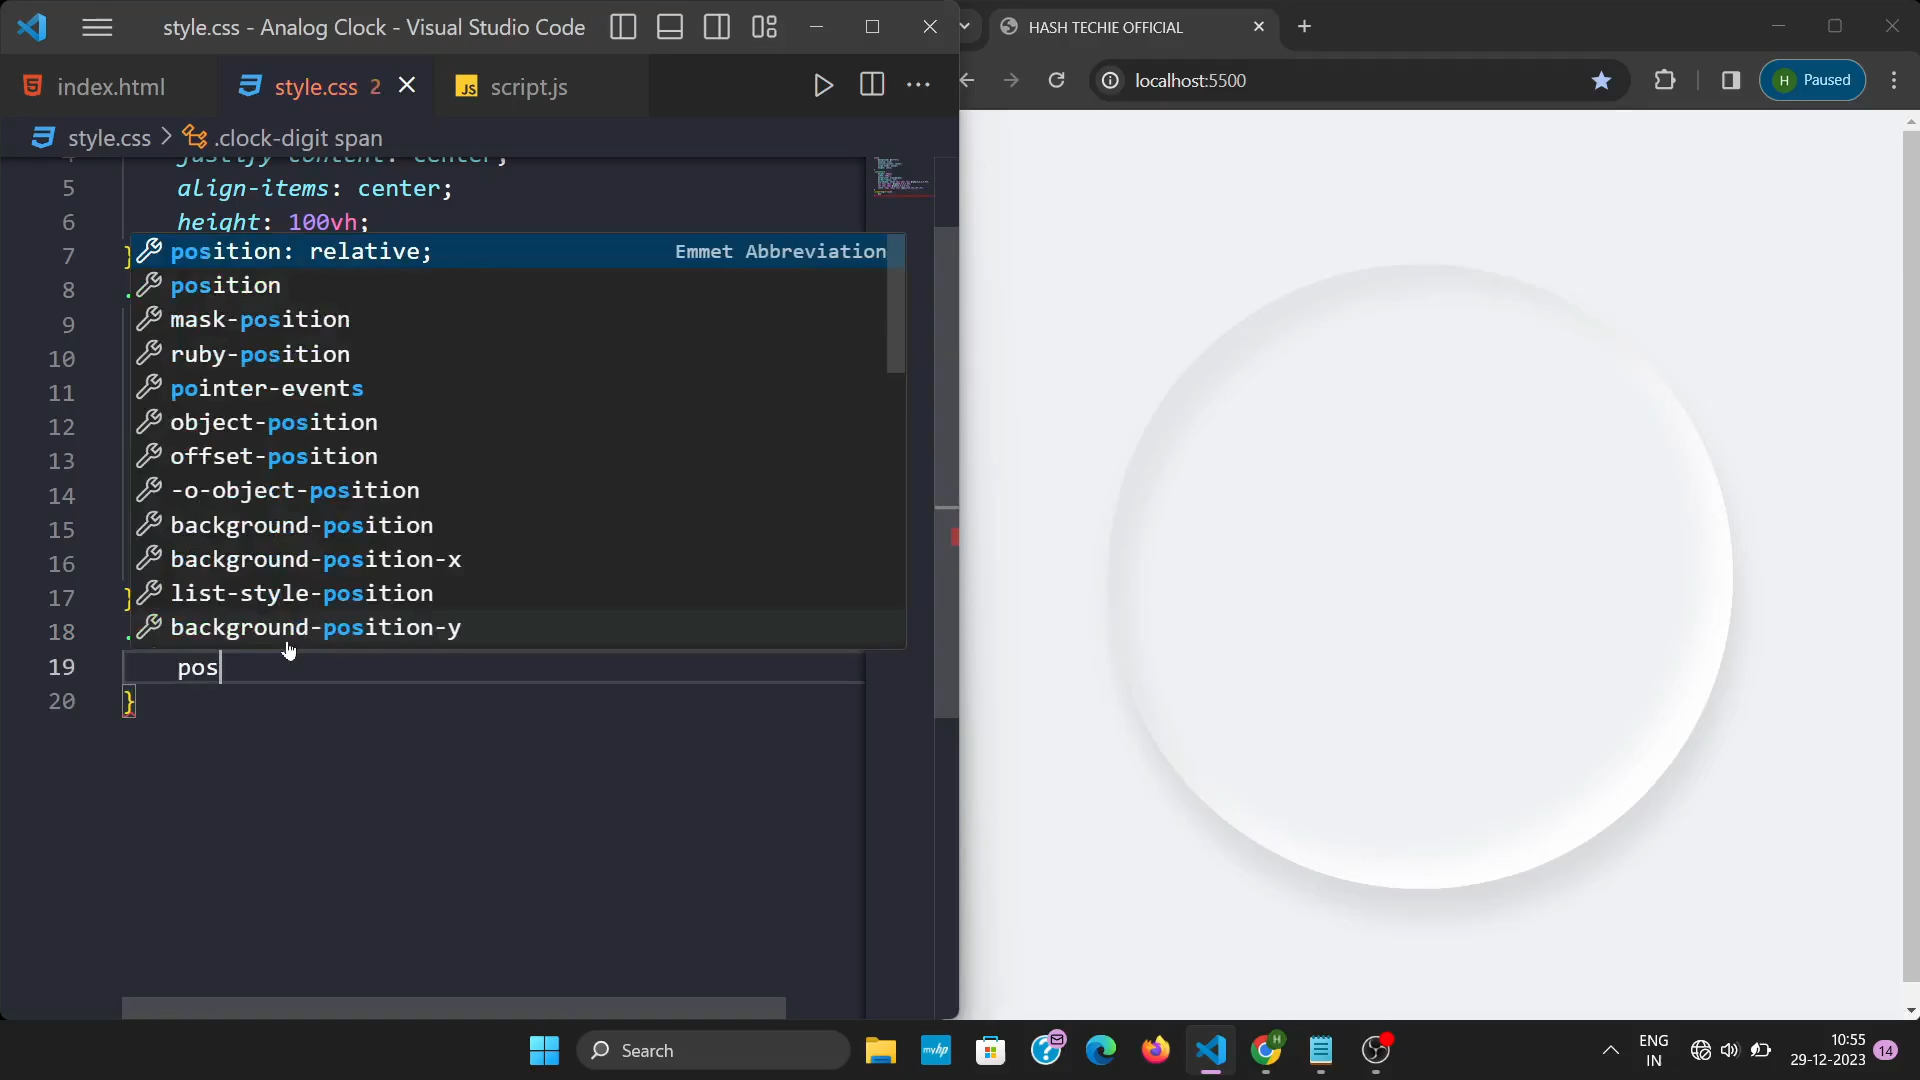 style.css - Analog Clock - Visual Studio Code
HASH TECHIE OFFICIAL
index.html
style.css 2
JS script.js
localhost:5500
H Paused
style.css > .clock-digit span
5 align-items: center;
6 height: 100vh;
7 }
position: relative; Emmet Abbreviation
8 .
position
9
mask-position
10
ruby-position
11
pointer-events
12
object-position
13
offset-position
14
-o-object-position
15
background-position
16
background-position-x
17 }
list-style-position
18 .
background-position-y
19 pos
20 }
Search
myhp
H
ENG
IN
10:55
29-12-2023
14